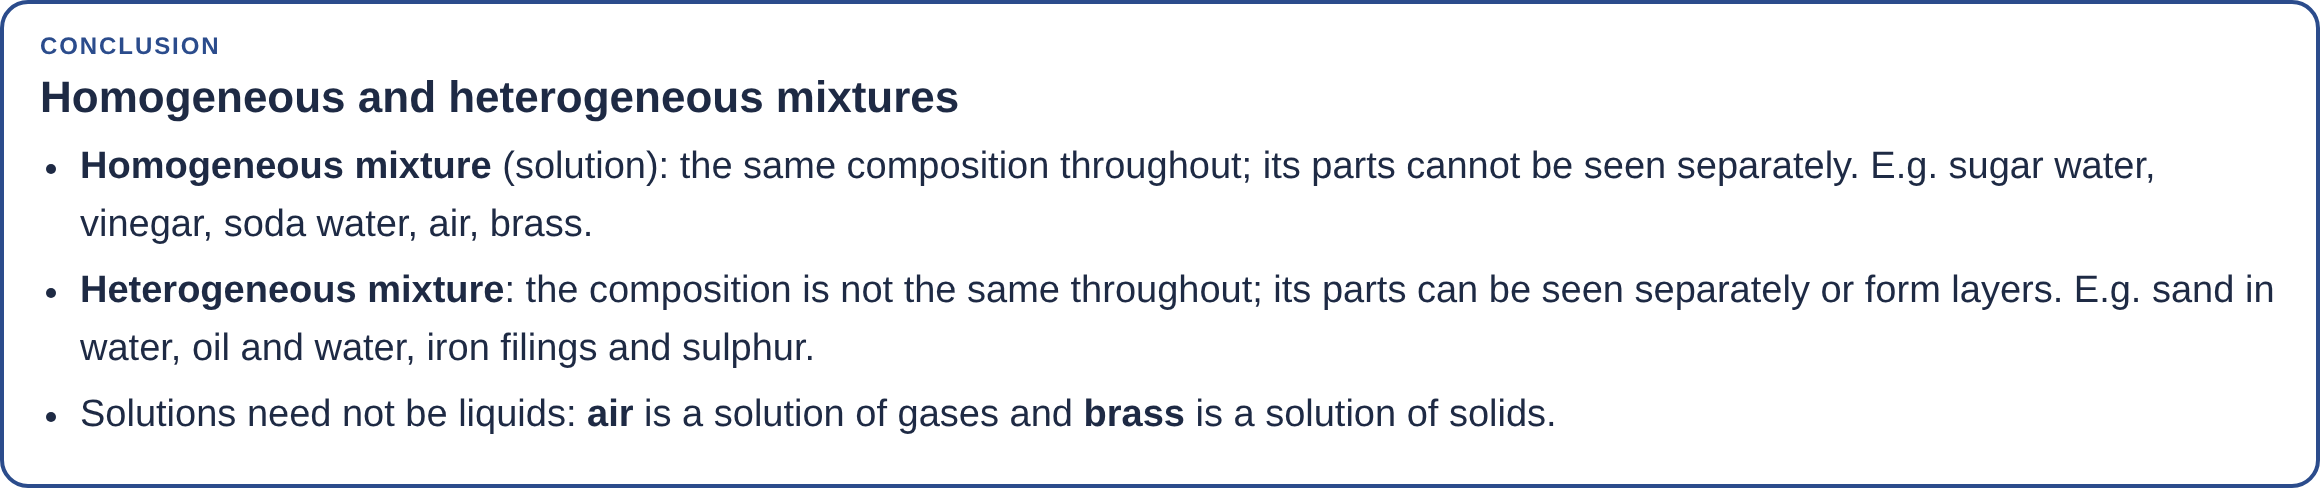 CONCLUSION
Homogeneous and heterogeneous mixtures
• Homogeneous mixture (solution): the same composition throughout; its parts cannot be seen separately. E.g. sugar water,
vinegar, soda water, air, brass.
• Heterogeneous mixture: the composition is not the same throughout; its parts can be seen separately or form layers. E.g. sand in
water, oil and water, iron filings and sulphur.
• Solutions need not be liquids: air is a solution of gases and brass is a solution of solids.